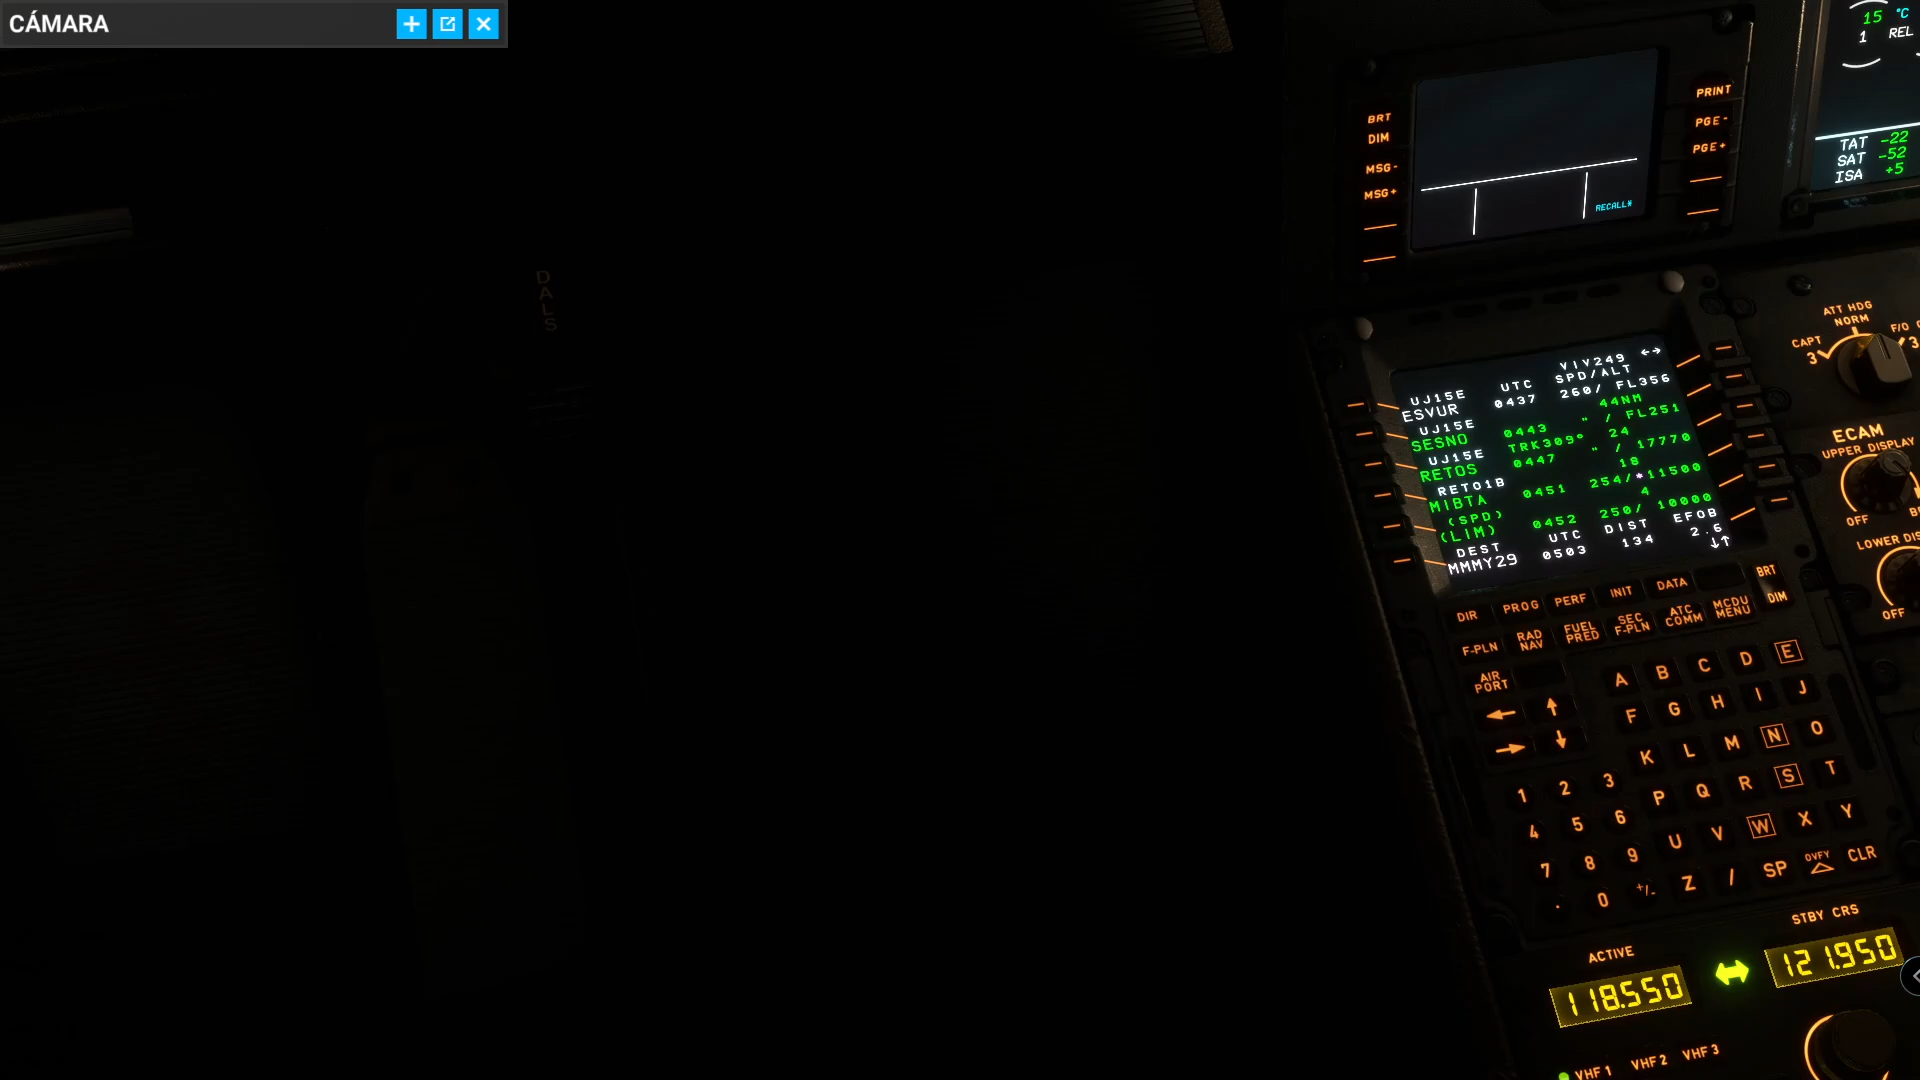 CÁMARA
15 °C
1 REL
PRINT
BRT
PGE-
DIM
PGE+
MSG-
MSG+
RECALL*
TAT -22
SAT -52
ISA +5
DALS
ATT HDG
NORM
CAPT
3
F/O
3
VIV249 ←→
UJ15E UTC SPD/ALT
ESVUR 0437 260/ FL356
UJ15E 44NM
SESNO 0443 " / FL251
UJ15E TRK309° 24
RETOS 0447 " / 17770
RETO1B 18
MIBTA 0451 254/*11500
(SPD) 4
(LIM) 0452 250/ 10000
DEST UTC DIST EFOB
MMMY29 0503 134 2.6
↓↑
ECAM
UPPER DISPLAY
OFF
LOWER DIS
OFF
DIR PROG PERF INIT DATA BRT
DIM
F-PLN RAD NAV FUEL PRED SEC F-PLN ATC COMM MCDU MENU
AIR PORT
← ↑
→ ↓
A B C D E
F G H I J
K L M N O
P Q R S T
U V W X Y
Z / SP OVFY CLR
1 2 3
4 5 6
7 8 9
. 0 +/-
ACTIVE STBY CRS
118.550 121.950
VHF 1 VHF 2 VHF 3